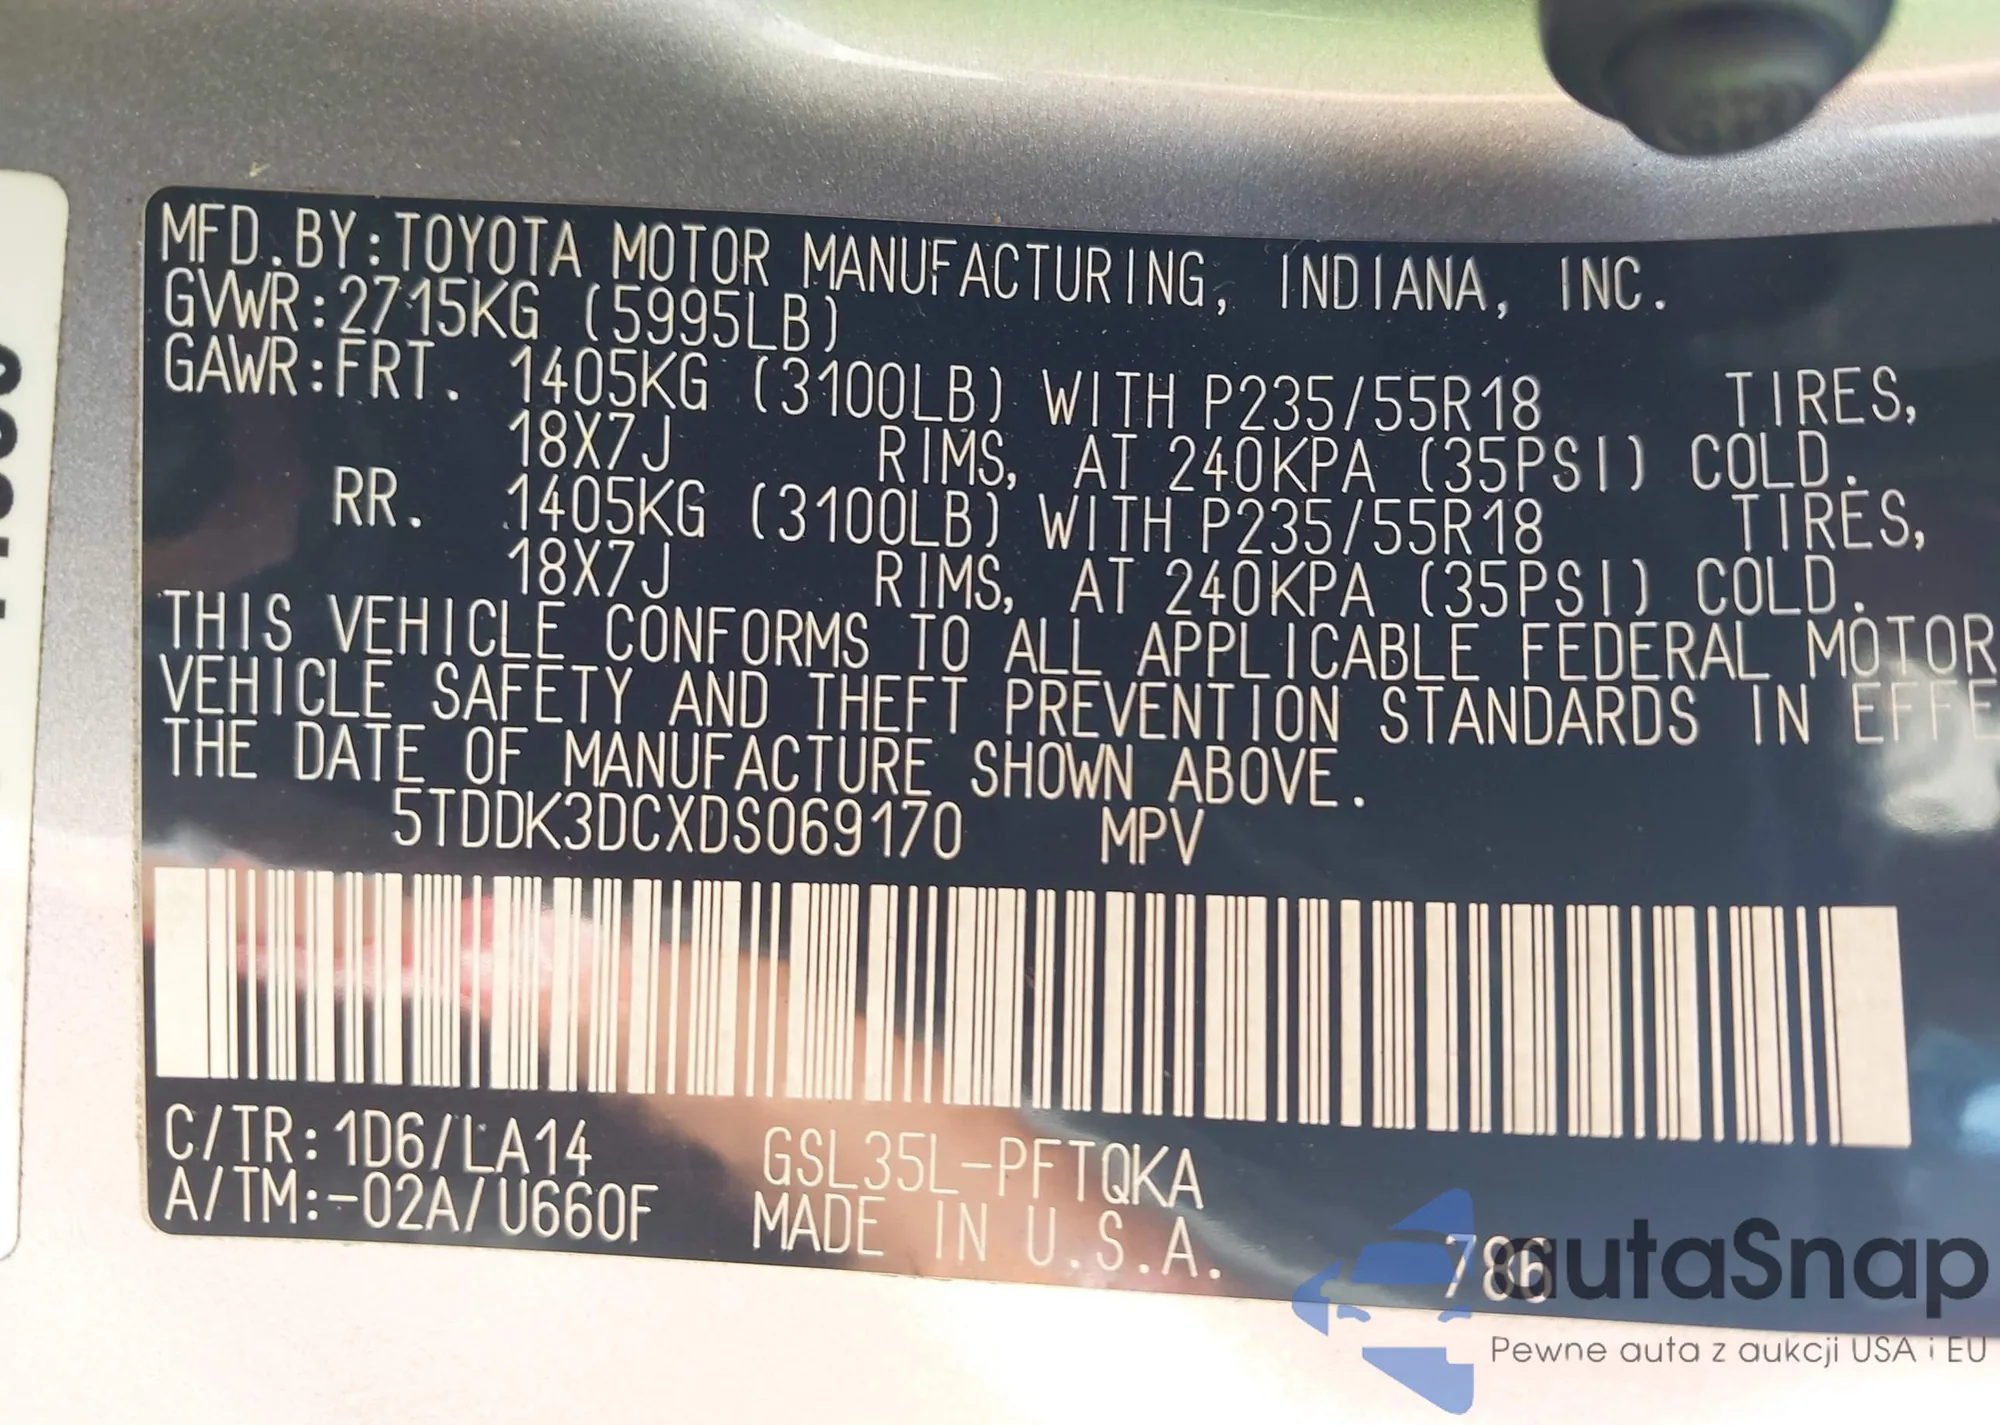 MFD.BY:TOYOTA MOTOR MANUFACTURING, INDIANA, INC.
GVWR:2715KG (5995LB)
GAWR:FRT. 1405KG (3100LB) WITH P235/55R18 TIRES,
18X7J RIMS, AT 240KPA (35PSI) COLD.
RR. 1405KG (3100LB) WITH P235/55R18 TIRES,
18X7J RIMS, AT 240KPA (35PSI) COLD.
THIS VEHICLE CONFORMS TO ALL APPLICABLE FEDERAL MOTOR
VEHICLE SAFETY AND THEFT PREVENTION STANDARDS IN EFFE
THE DATE OF MANUFACTURE SHOWN ABOVE.
5TDDK3DCXDS069170 MPV
C/TR:1D6/LA14 GSL35L-PFTQKA
A/TM:-02A/U660F MADE IN U.S.A.
786
autaSnap
Pewne auta z aukcji USA i EU